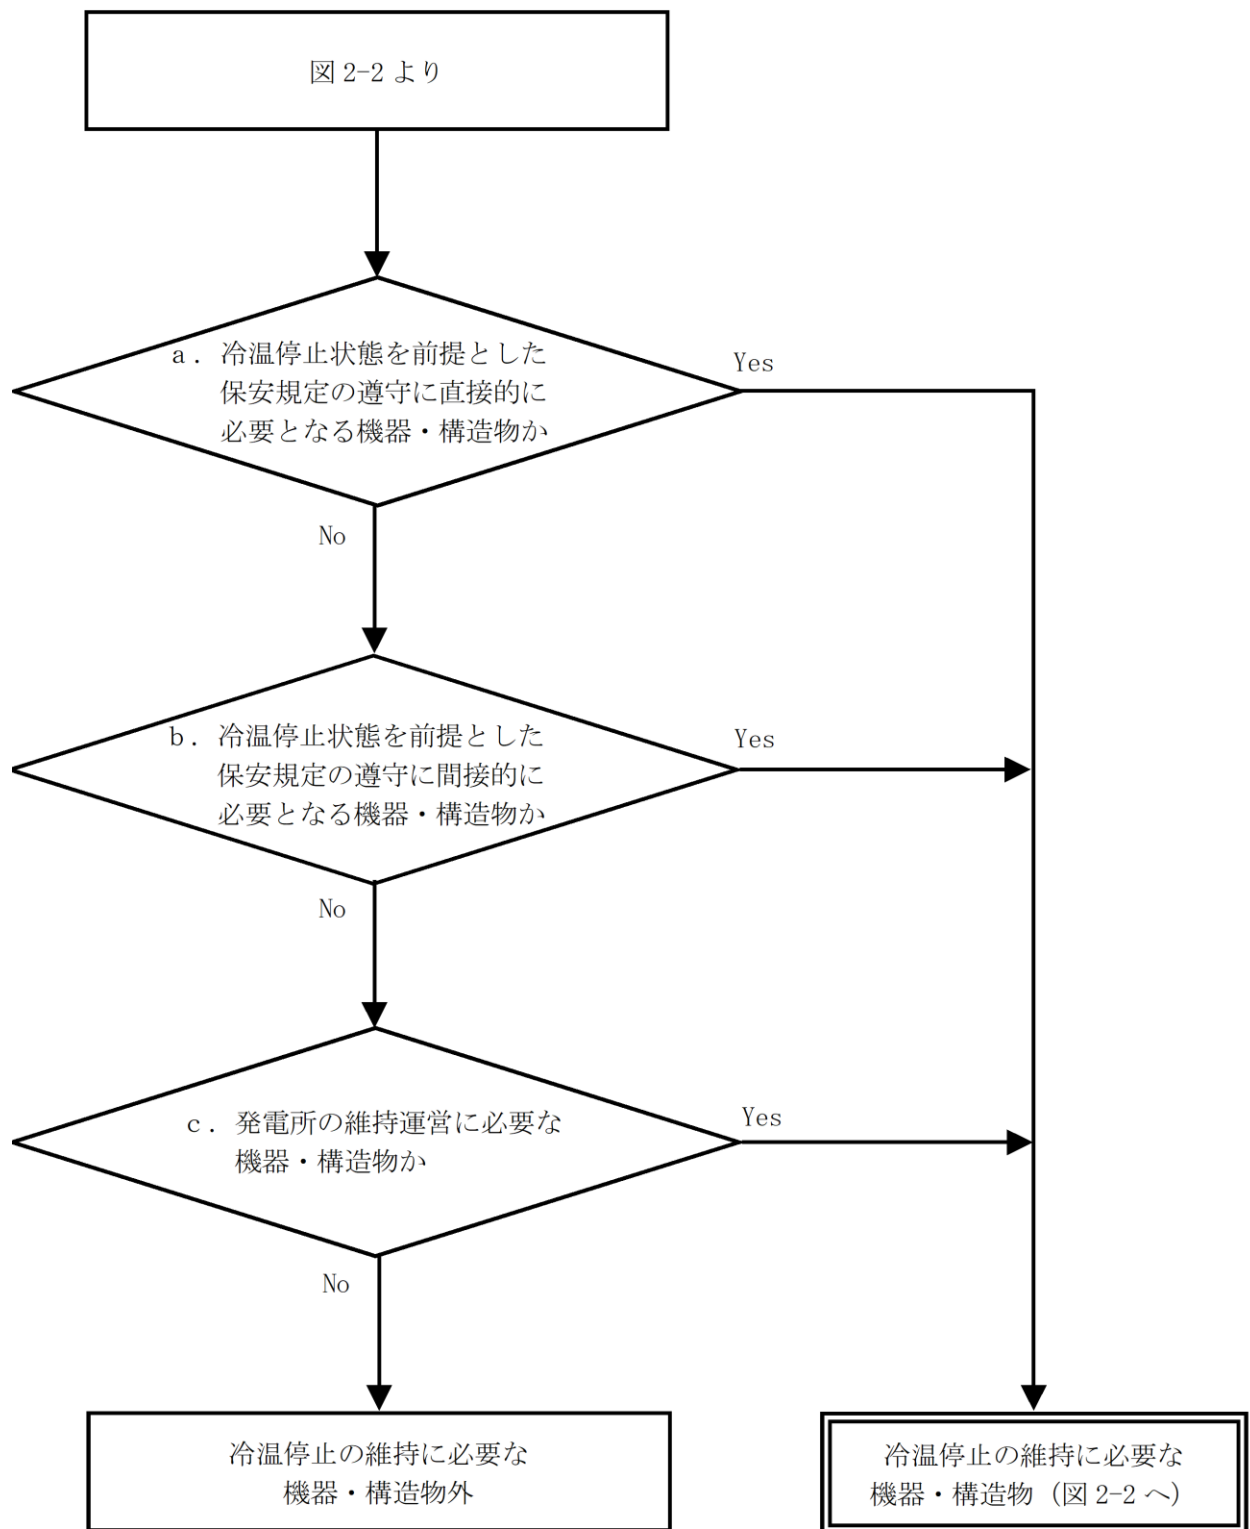 図 2-2 より
a. 冷温停止状態を前提とした
保安規定の遵守に直接的に
必要となる機器・構造物か
Yes
No
b. 冷温停止状態を前提とした
保安規定の遵守に間接的に
必要となる機器・構造物か
Yes
No
c. 発電所の維持運営に必要な
機器・構造物か
Yes
No
冷温停止の維持に必要な
機器・構造物外
冷温停止の維持に必要な
機器・構造物（図 2-2 へ）